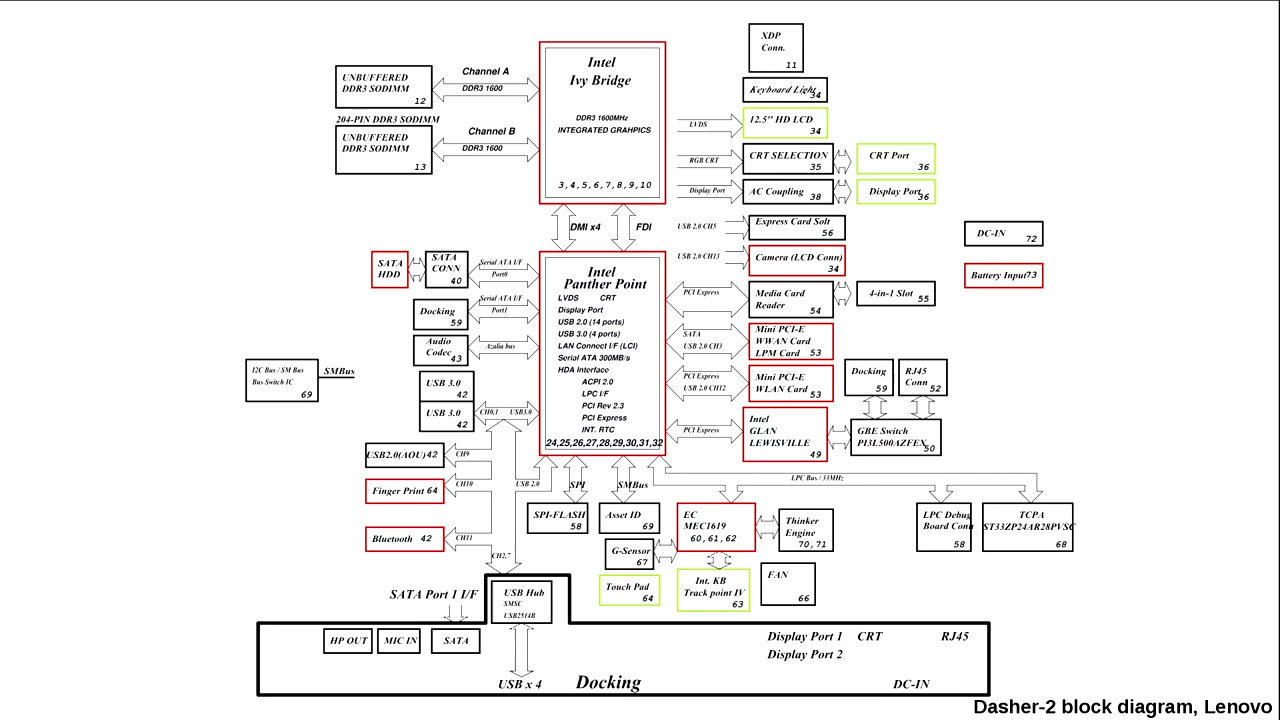 XDP
Conn.
11
Intel
Ivy Bridge
DDR3 1600MHz
INTEGRATED GRAHPICS
3,4,5,6,7,8,9,10
UNBUFFERED
DDR3 SODIMM
12
Channel A
DDR3 1600
204-PIN DDR3 SODIMM
UNBUFFERED
DDR3 SODIMM
13
Channel B
DDR3 1600
Keyboard Light
34
LVDS
12.5" HD LCD
34
RGB CRT
CRT SELECTION
35
CRT Port
36
Display Port
AC Coupling
38
Display Port
36
DMI x4
FDI
USB 2.0 CH5
Express Card Solt
56
USB 2.0 CH13
Camera (LCD Conn)
34
DC-IN
72
Battery Input73
SATA
HDD
SATA
CONN
40
Serial ATA I/F
Port0
Docking
59
Serial ATA I/F
Port1
Audio
Codec
43
Azalia bus
USB 3.0
42
USB 3.0
42
CH0,1
USB3.0
Intel
Panther Point
LVDS CRT
Display Port
USB 2.0 (14 ports)
USB 3.0 (4 ports)
LAN Connect I/F (LCI)
Serial ATA 300MB/s
HDA Interface
ACPI 2.0
LPC I/F
PCI Rev 2.3
PCI Express
INT. RTC
24,25,26,27,28,29,30,31,32
PCI Express
Media Card
Reader
54
4-in-1 Slot
55
SATA
USB 2.0 CH3
Mini PCI-E
WWAN Card
LPM Card 53
PCI Express
USB 2.0 CH12
Mini PCI-E
WLAN Card
53
Docking
59
RJ45
Conn
52
PCI Express
Intel
GLAN
LEWISVILLE
49
GBE Switch
PI3L500AZFEX
50
I2C Bus / SM Bus
Bus Switch IC
69
SMBus
USB2.0(AOU) 42
CH9
Finger Print 64
CH10
Bluetooth 42
CH11
CH2,7
USB 2.0
SPI
SMBus
LPC Bus / 33MHz
SPI-FLASH
58
Asset ID
69
EC
MEC1619
60,61,62
Thinker
Engine
70,71
LPC Debug
Board Conn
58
TCPA
ST33ZP24AR28PVSC
68
G-Sensor
67
Touch Pad
64
Int. KB
Track point IV
63
FAN
66
SATA Port 1 I/F
USB Hub
SMSC
USB2514B
HP OUT
MIC IN
SATA
Display Port 1 CRT RJ45
Display Port 2
USB x 4
Docking
DC-IN
Dasher-2 block diagram, Lenovo